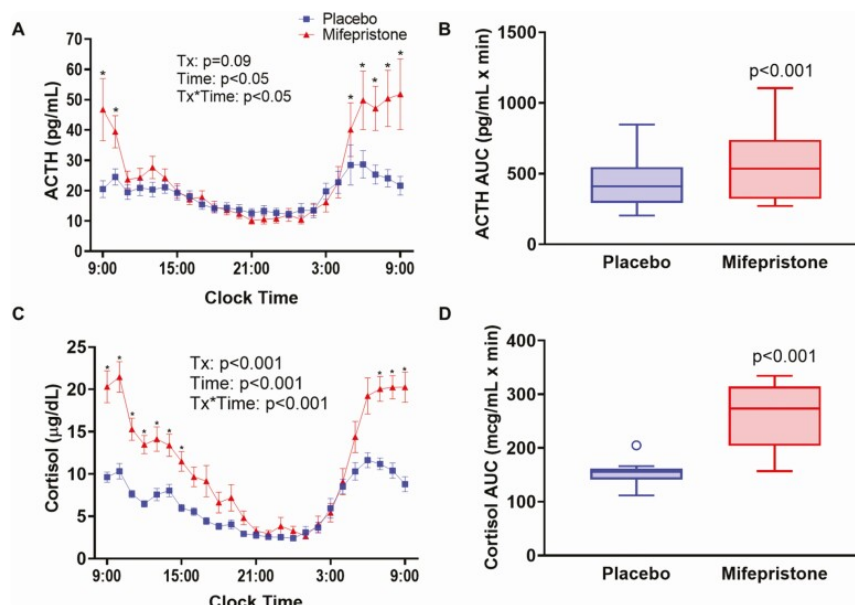 A
Placebo
Mifepristone
Tx: p=0.09
Time: p<0.05
Tx*Time: p<0.05
ACTH (pg/mL)
70
60
50
40
30
20
10
0
* * * * * * *
9:00 15:00 21:00 3:00 9:00
Clock Time
B
p<0.001
ACTH AUC (pg/mL x min)
1500
1000
500
0
Placebo Mifepristone
C
Tx: p<0.001
Time: p<0.001
Tx*Time: p<0.001
Cortisol (µg/dL)
25
20
15
10
5
0
* * * * * * * * * *
9:00 15:00 21:00 3:00 9:00
Clock Time
D
p<0.001
Cortisol AUC (mcg/mL x min)
400
300
200
100
0
Placebo Mifepristone